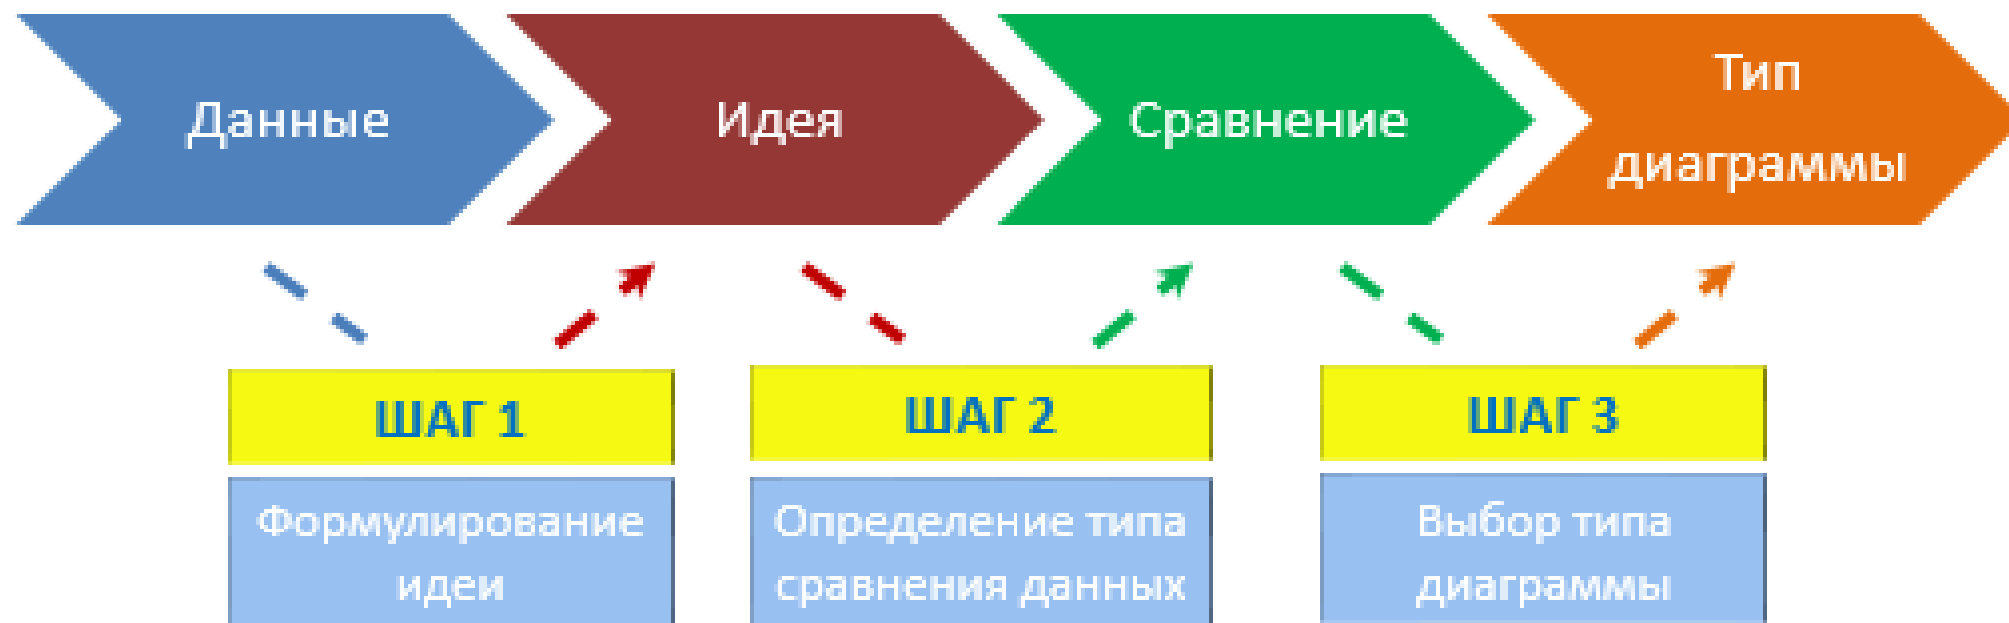 Данные
Идея
Сравнение
Тип
диаграммы
ШАГ 1
ШАГ 2
ШАГ 3
Формулирование
идеи
Определение типа
сравнения данных
Выбор типа
диаграммы